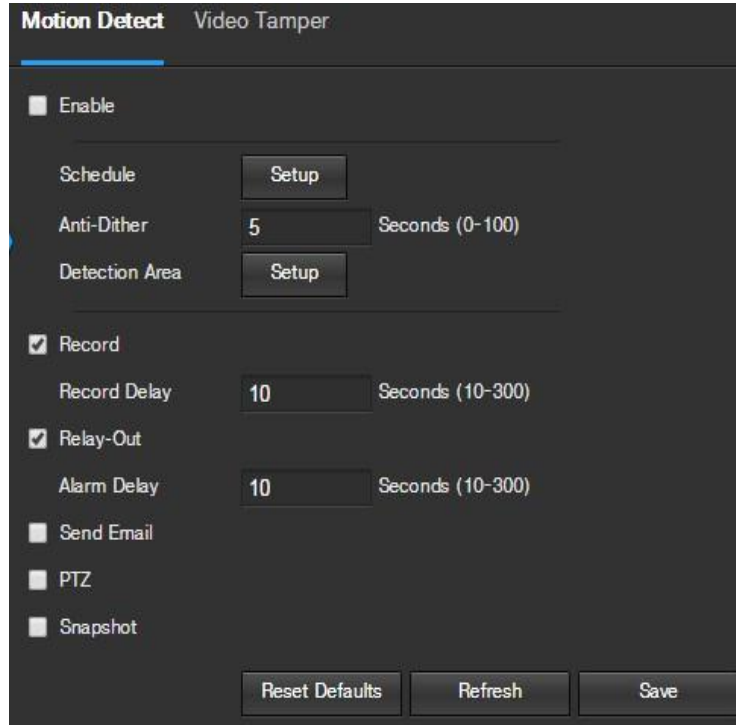 Motion Detect Video Tamper
Enable
Schedule Setup
Anti-Dither 5 Seconds (0-100)
Detection Area Setup
Record
Record Delay 10 Seconds (10-300)
Relay-Out
Alarm Delay 10 Seconds (10-300)
Send Email
PTZ
Snapshot
Reset Defaults Refresh Save